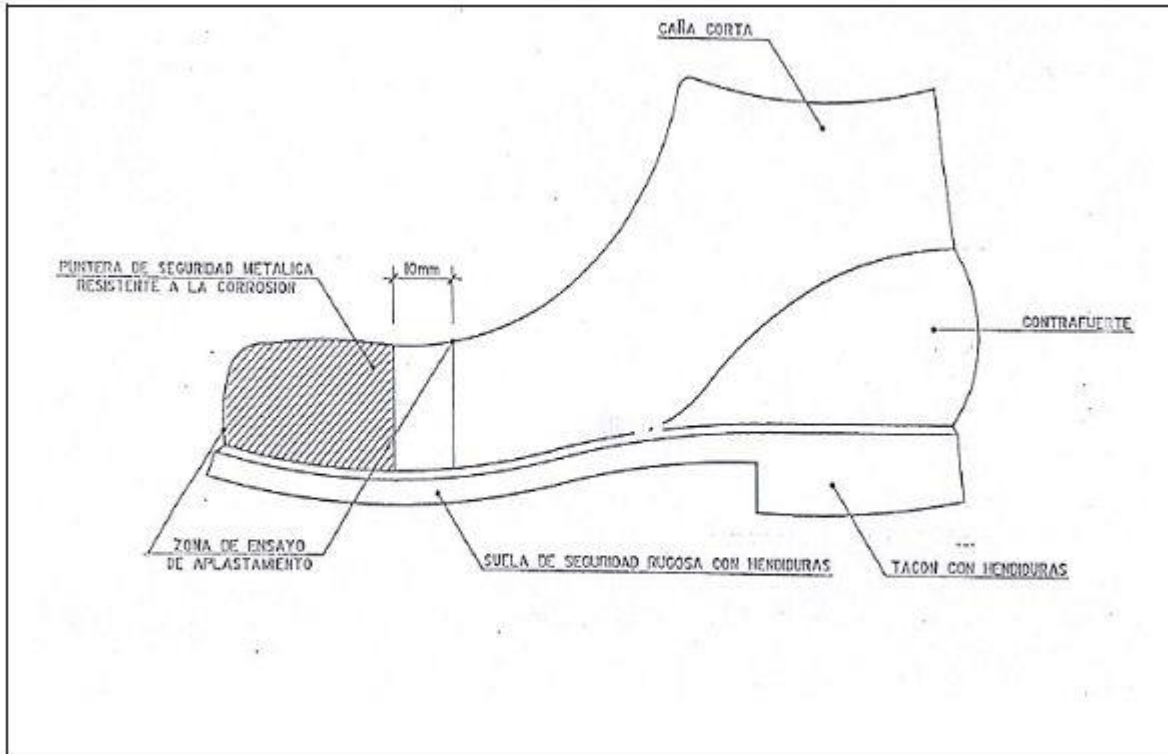 CAÑA CORTA
PUNTERA DE SEGURIDAD METALICA
RESISTENTE A LA CORROSION
10mm
CONTRAFUERTE
ZONA DE ENSAYO
DE APLASTAMIENTO
SUELA DE SEGURIDAD RUGOSA CON HENDIDURAS
TACON CON HENDIDURAS